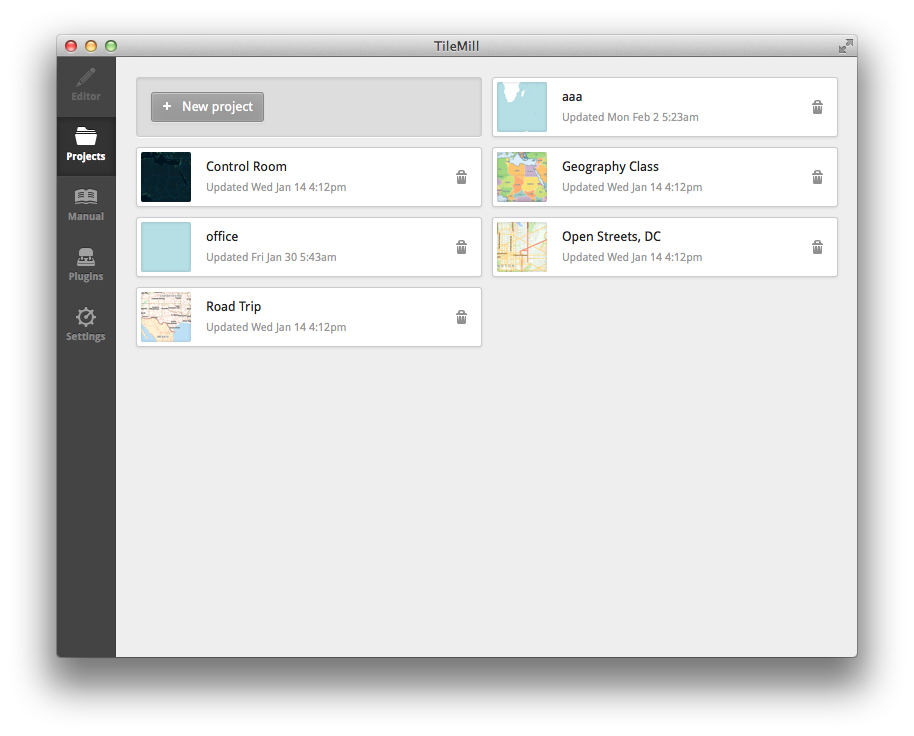 TileMill
Editor
Projects
Manual
Plugins
Settings
+ New project
aaa
Updated Mon Feb 2 5:23am
Control Room
Updated Wed Jan 14 4:12pm
Geography Class
Updated Wed Jan 14 4:12pm
office
Updated Fri Jan 30 5:43am
Open Streets, DC
Updated Wed Jan 14 4:12pm
Road Trip
Updated Wed Jan 14 4:12pm